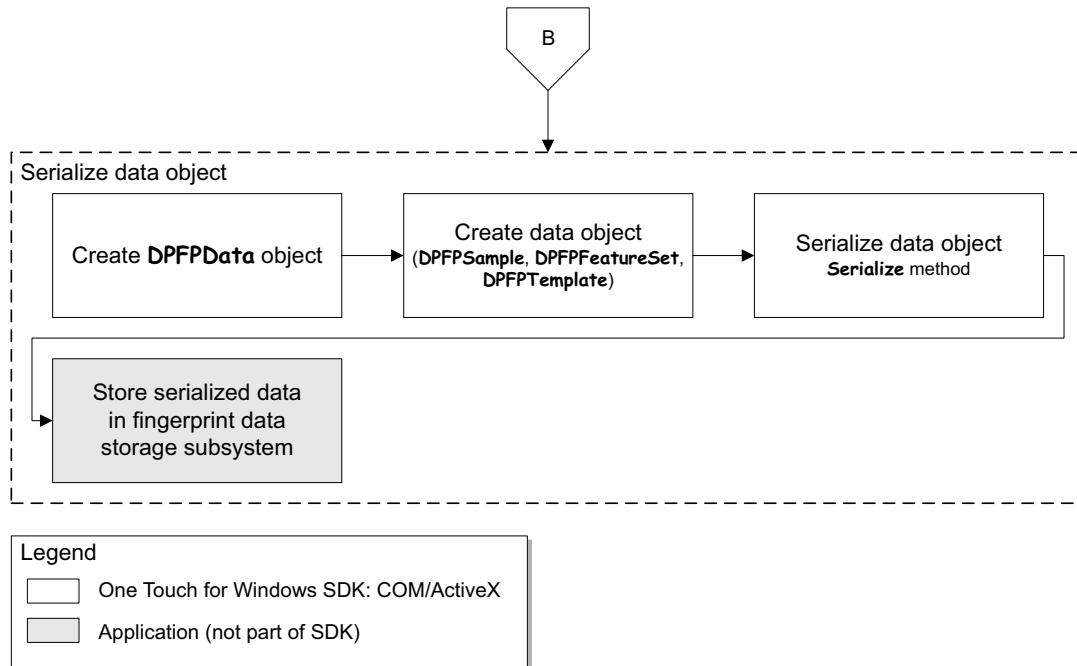 B
Serialize data object
Create DPFPData object
Create data object
(DPFPSample, DPFPFeatureSet,
DPFPTemplate)
Serialize data object
Serialize method
Store serialized data
in fingerprint data
storage subsystem
Legend
One Touch for Windows SDK: COM/ActiveX
Application (not part of SDK)